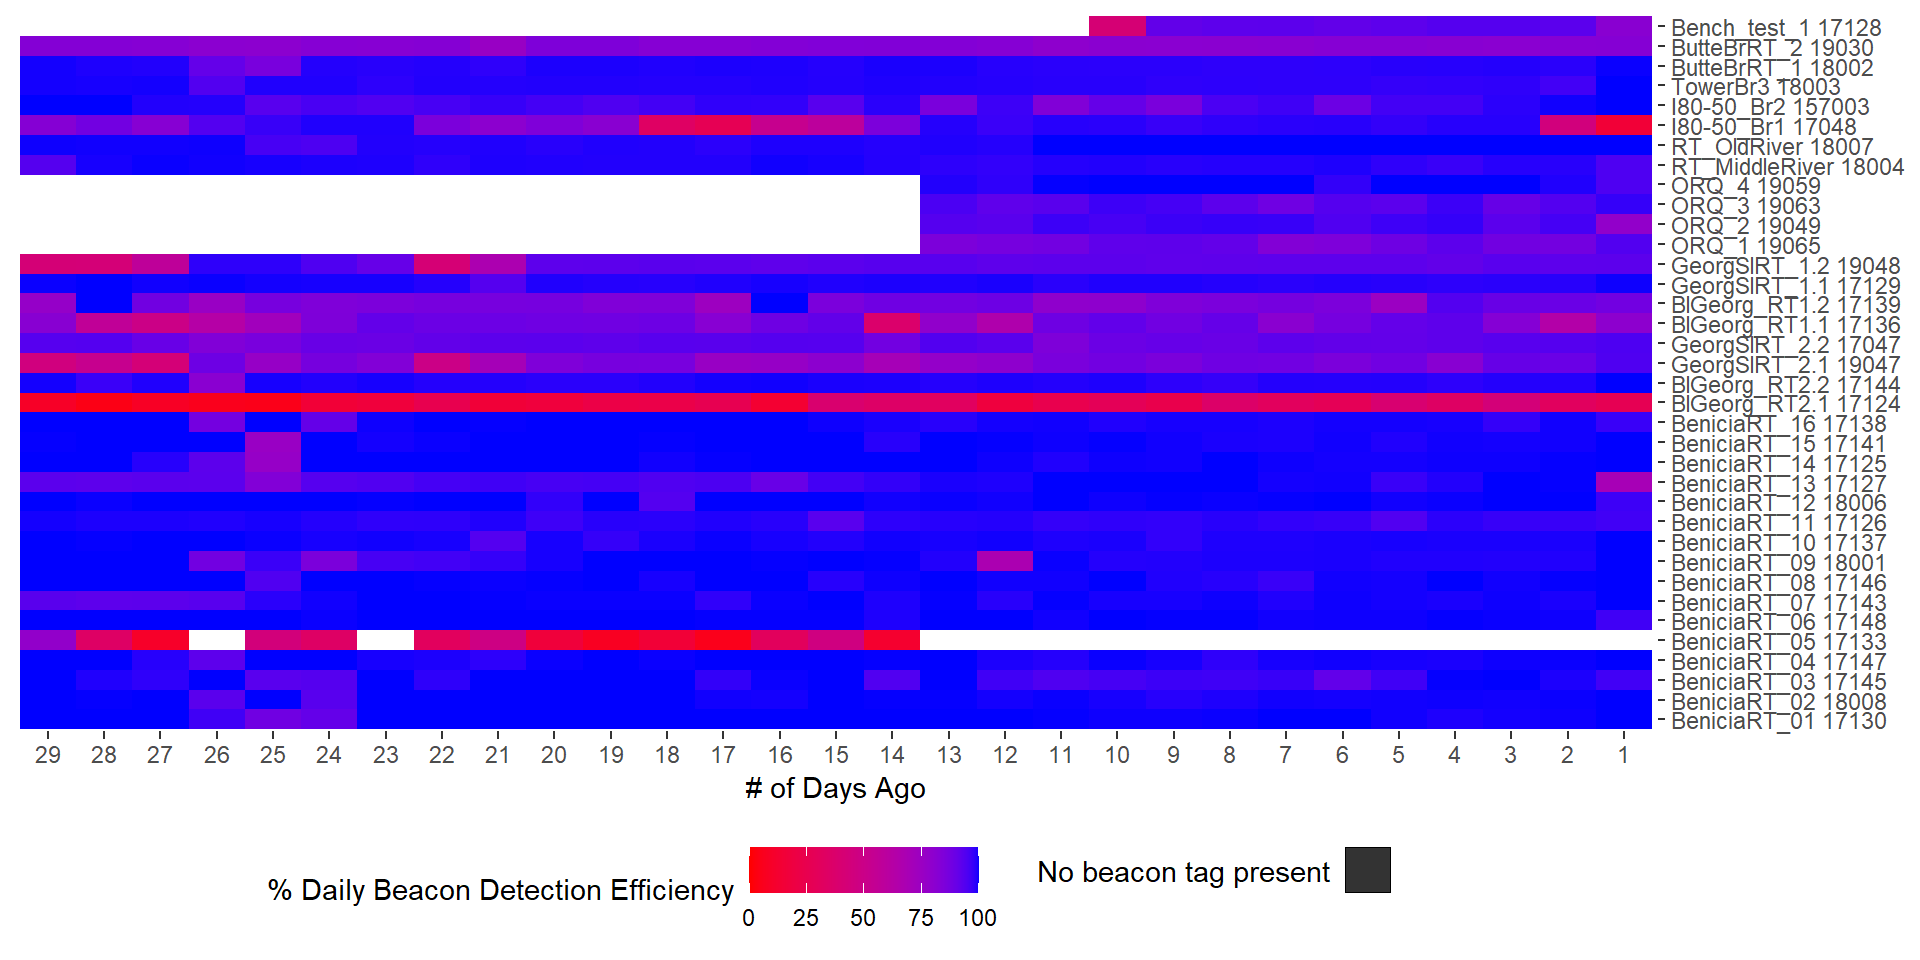 Bench_test_1 17128
ButteBrRT_2 19030
ButteBrRT_1 18002
TowerBr3 18003
I80-50_Br2 157003
I80-50_Br1 17048
RT_OldRiver 18007
RT_MiddleRiver 18004
ORQ_4 19059
ORQ_3 19063
ORQ_2 19049
ORQ_1 19065
GeorgSlRT_1.2 19048
GeorgSlRT_1.1 17129
BlGeorg_RT1.2 17139
BlGeorg_RT1.1 17136
GeorgSlRT_2.2 17047
GeorgSlRT_2.1 19047
BlGeorg_RT2.2 17144
BlGeorg_RT2.1 17124
BeniciaRT_16 17138
BeniciaRT_15 17141
BeniciaRT_14 17125
BeniciaRT_13 17127
BeniciaRT_12 18006
BeniciaRT_11 17126
BeniciaRT_10 17137
BeniciaRT_09 18001
BeniciaRT_08 17146
BeniciaRT_07 17143
BeniciaRT_06 17148
BeniciaRT_05 17133
BeniciaRT_04 17147
BeniciaRT_03 17145
BeniciaRT_02 18008
BeniciaRT_01 17130
29 28 27 26 25 24 23 22 21 20 19 18 17 16 15 14 13 12 11 10 9 8 7 6 5 4 3 2 1
# of Days Ago
% Daily Beacon Detection Efficiency
0 25 50 75 100
No beacon tag present